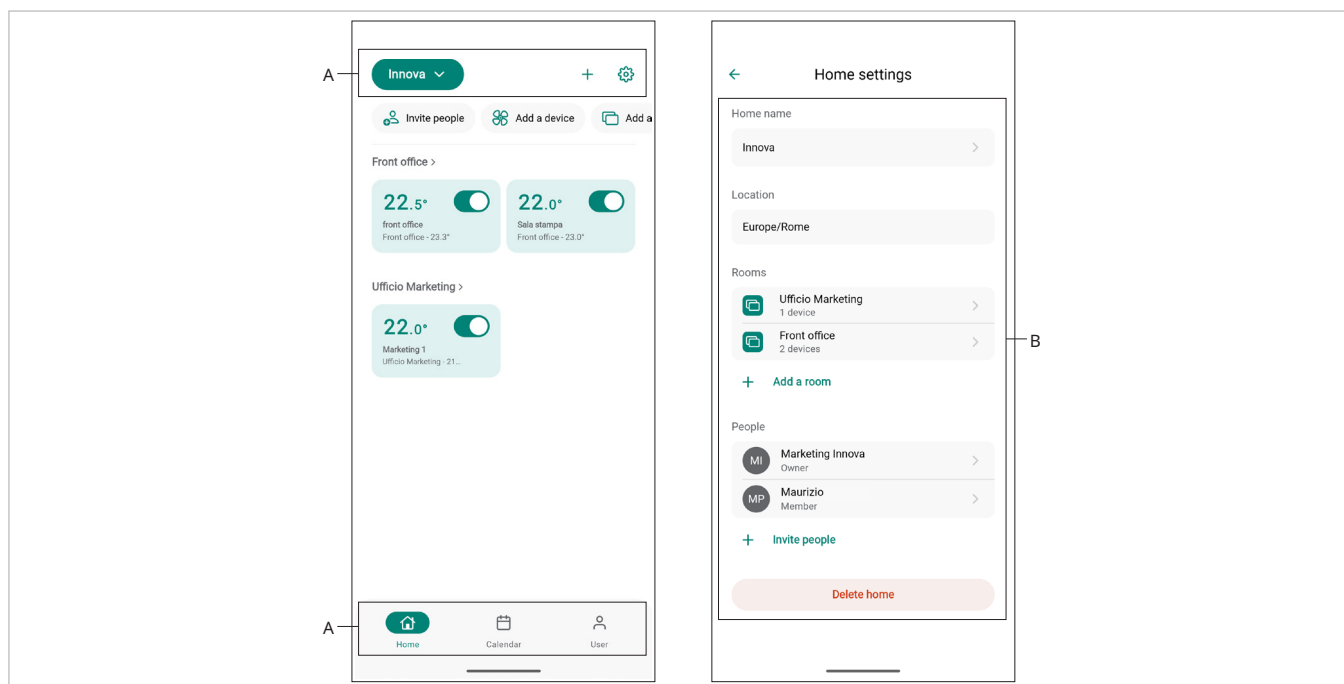 A
Innova
Invite people
Add a device
Add a
Front office >
22.5°
front office
Front office - 23.3°
22.0°
Sala stampa
Front office - 23.0°
Ufficio Marketing >
22.0°
Marketing 1
Ufficio Marketing - 21...
A
Home
Calendar
User
Home settings
Home name
Innova
Location
Europe/Rome
Rooms
Ufficio Marketing
1 device
Front office
2 devices
B
+ Add a room
People
MI
Marketing Innova
Owner
MP
Maurizio
Member
+ Invite people
Delete home